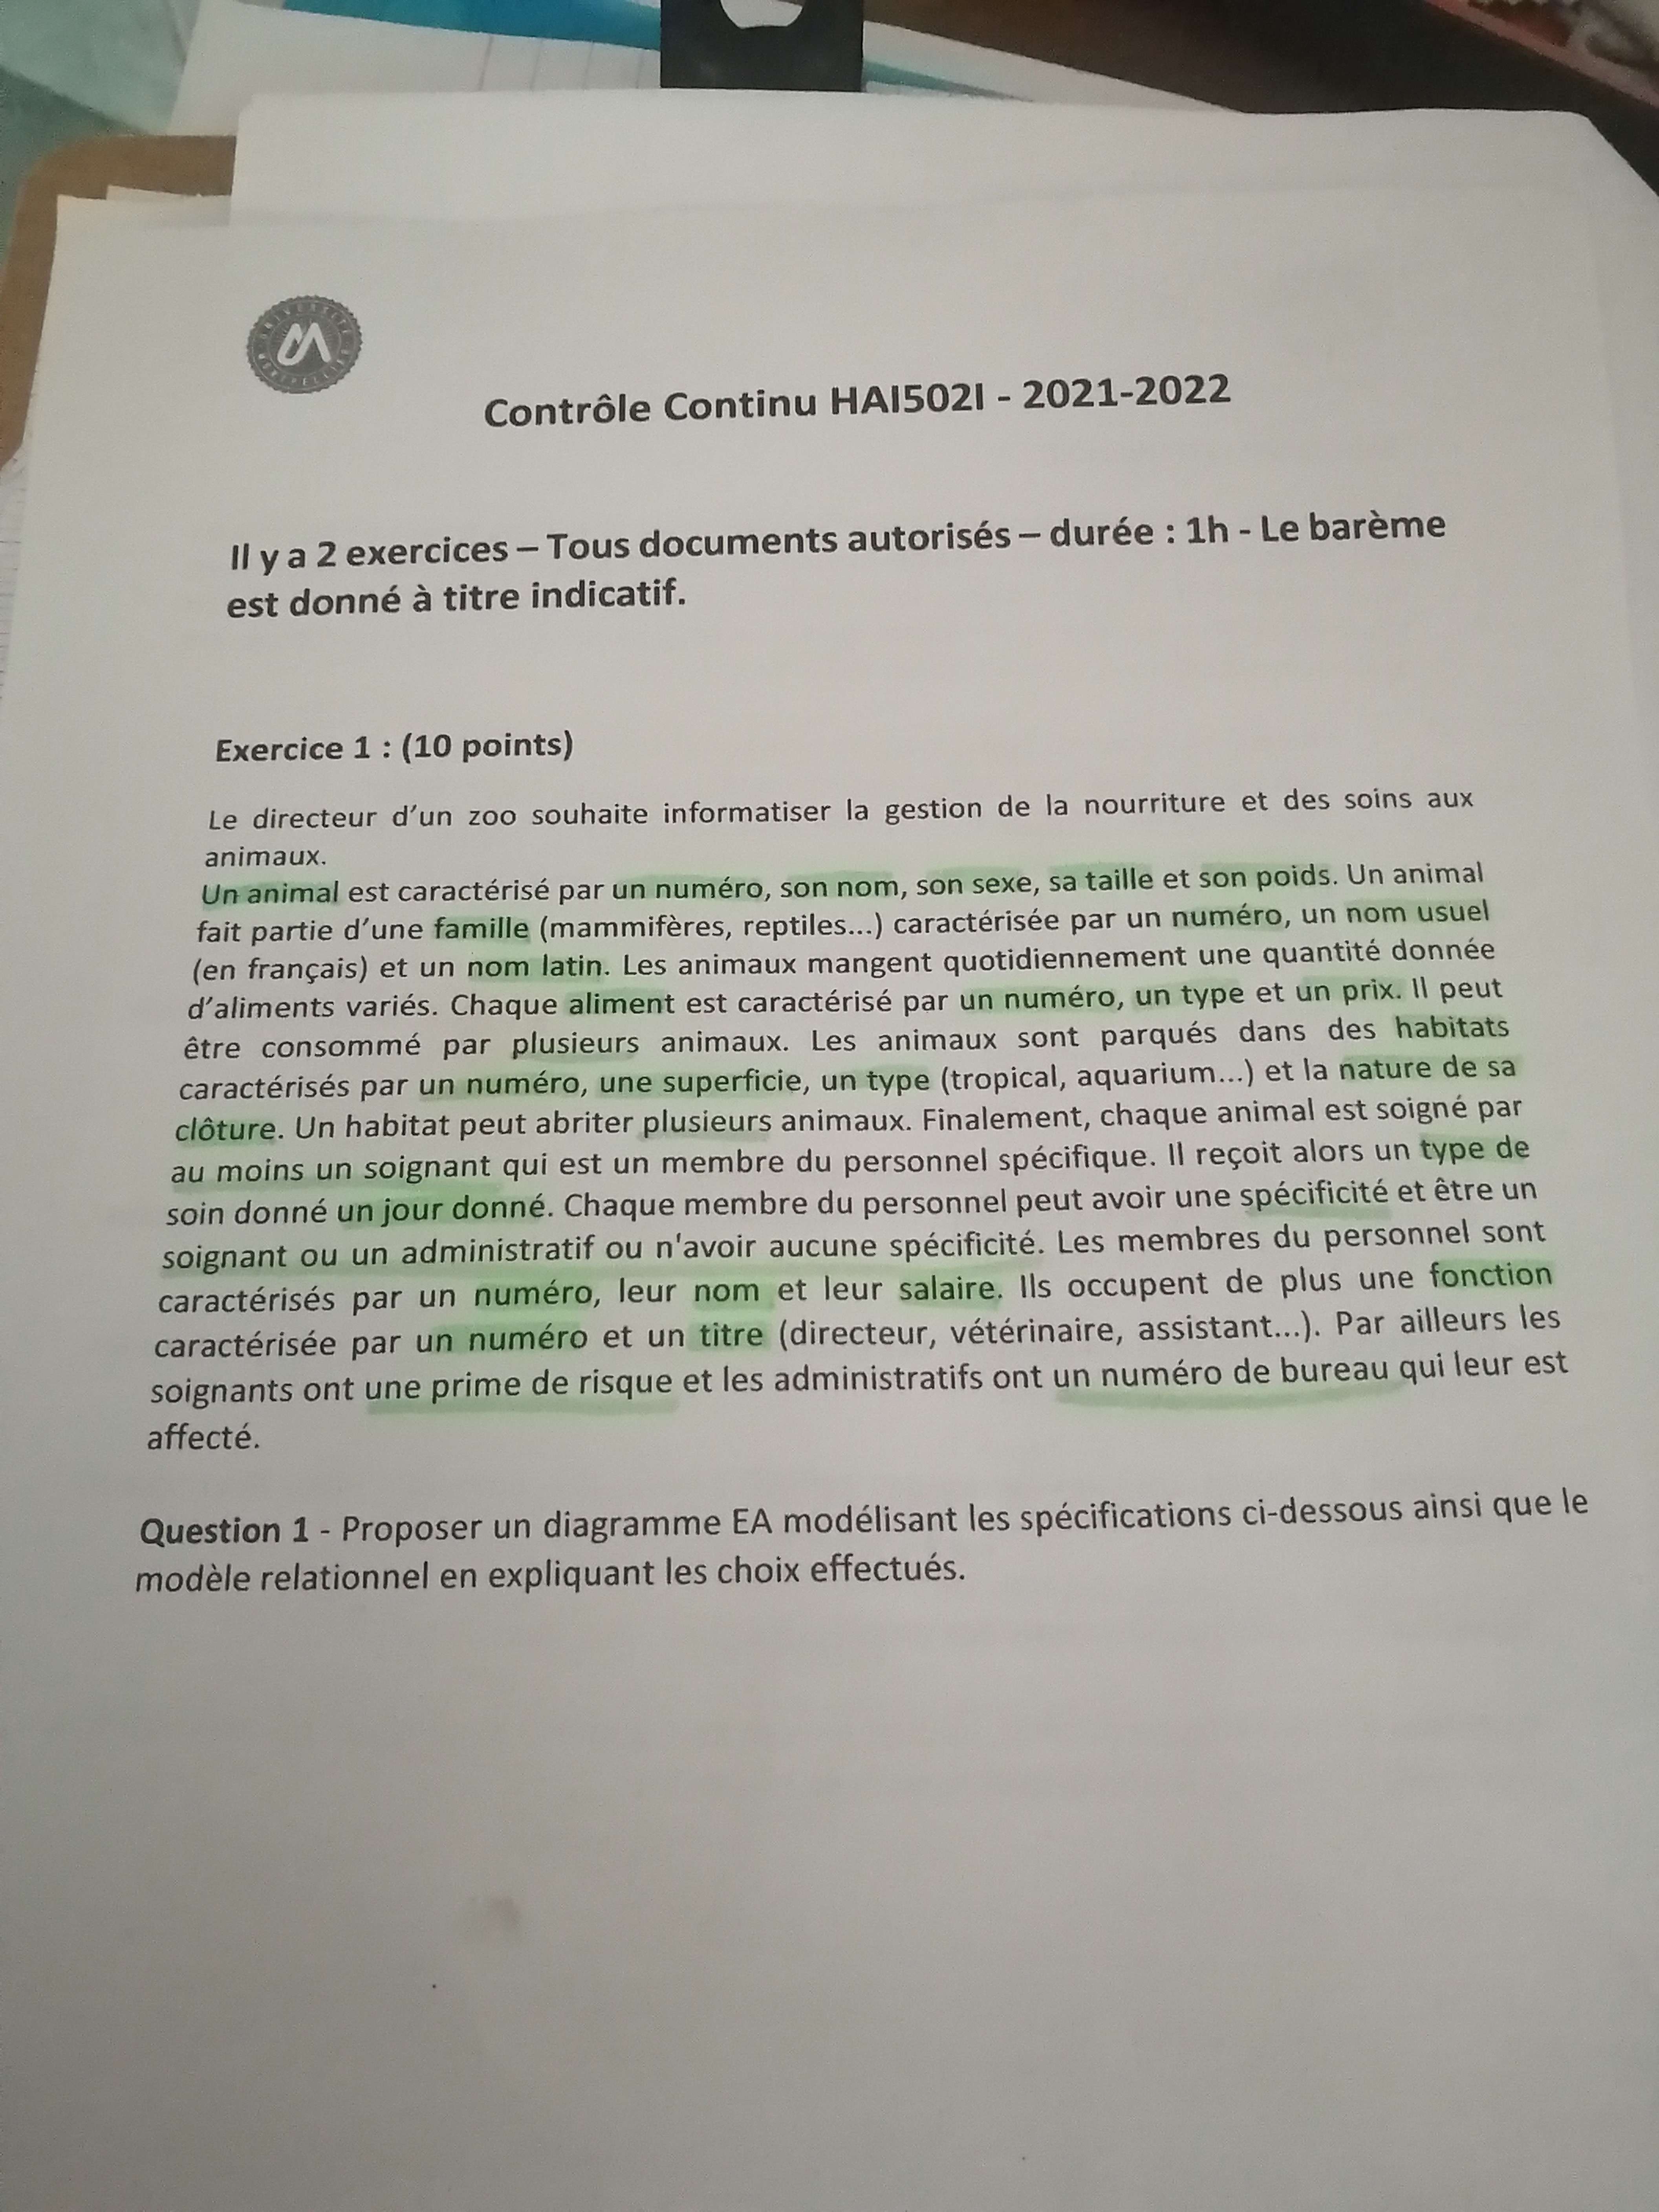 UNIVERSITÉ MONTPELLIER
Contrôle Continu HAI502I - 2021-2022
Il y a 2 exercices – Tous documents autorisés – durée : 1h - Le barème
est donné à titre indicatif.
Exercice 1 : (10 points)
Le directeur d’un zoo souhaite informatiser la gestion de la nourriture et des soins aux
animaux.
Un animal est caractérisé par un numéro, son nom, son sexe, sa taille et son poids. Un animal
fait partie d’une famille (mammifères, reptiles...) caractérisée par un numéro, un nom usuel
(en français) et un nom latin. Les animaux mangent quotidiennement une quantité donnée
d’aliments variés. Chaque aliment est caractérisé par un numéro, un type et un prix. Il peut
être consommé par plusieurs animaux. Les animaux sont parqués dans des habitats
caractérisés par un numéro, une superficie, un type (tropical, aquarium...) et la nature de sa
clôture. Un habitat peut abriter plusieurs animaux. Finalement, chaque animal est soigné par
au moins un soignant qui est un membre du personnel spécifique. Il reçoit alors un type de
soin donné un jour donné. Chaque membre du personnel peut avoir une spécificité et être un
soignant ou un administratif ou n'avoir aucune spécificité. Les membres du personnel sont
caractérisés par un numéro, leur nom et leur salaire. Ils occupent de plus une fonction
caractérisée par un numéro et un titre (directeur, vétérinaire, assistant...). Par ailleurs les
soignants ont une prime de risque et les administratifs ont un numéro de bureau qui leur est
affecté.
Question 1 - Proposer un diagramme EA modélisant les spécifications ci-dessous ainsi que le
modèle relationnel en expliquant les choix effectués.